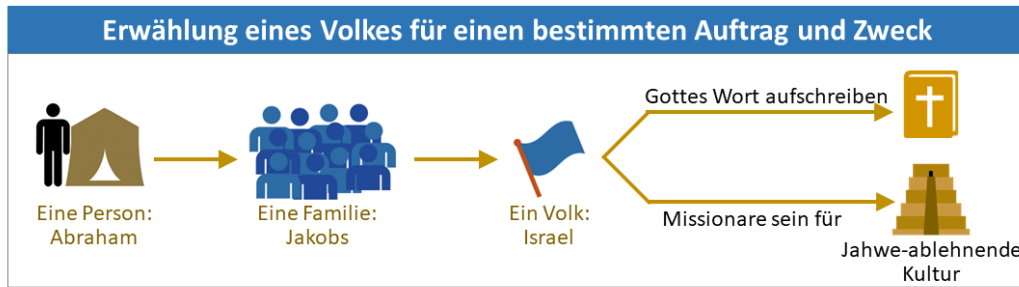 Erwählung eines Volkes für einen bestimmten Auftrag und Zweck
Gottes Wort aufschreiben
Eine Person:
Abraham
Eine Familie:
Jakobs
Ein Volk:
Israel
Missionare sein für
Jahwe-ablehnende
Kultur